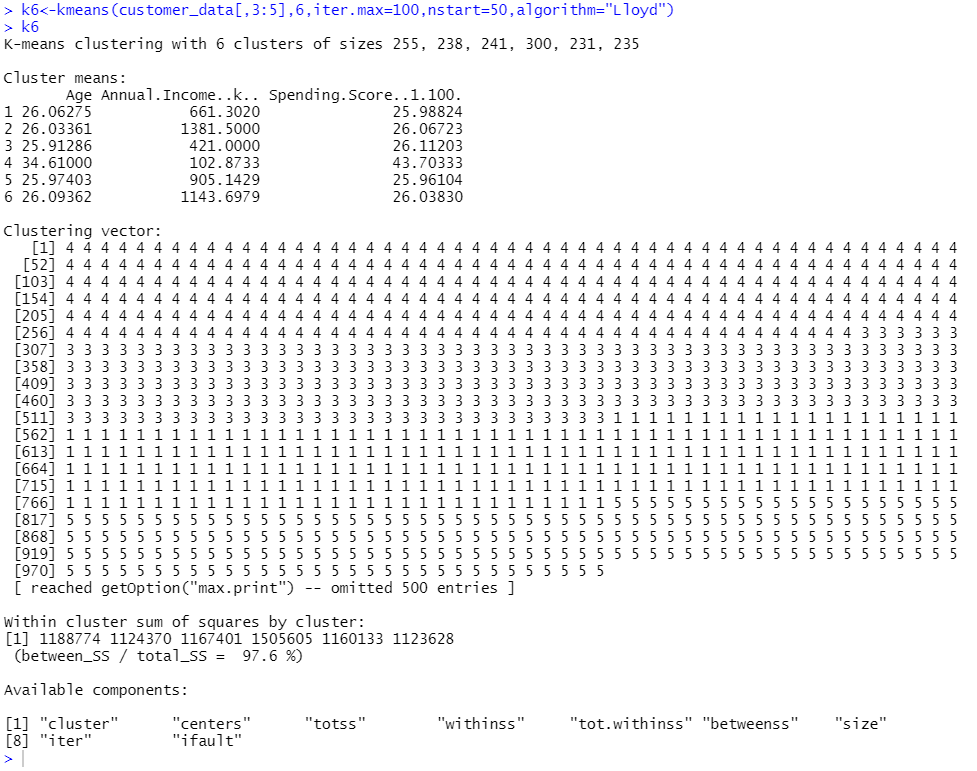 > k6<-kmeans(customer_data[,3:5],6,iter.max=100,nstart=50,algorithm="Lloyd")
> k6
K-means clustering with 6 clusters of sizes 255, 238, 241, 300, 231, 235
Cluster means:
Age Annual.Income..k.. Spending.Score..1.100.
1 26.06275 661.3020 25.98824
2 26.03361 1381.5000 26.06723
3 25.91286 421.0000 26.11203
4 34.61000 102.8733 43.70333
5 25.97403 905.1429 25.96104
6 26.09362 1143.6979 26.03830
Clustering vector:
[1] 4 4 4 4 4 4 4 4 4 4 4 4 4 4 4 4 4 4 4 4 4 4 4 4 4 4 4 4 4 4 4 4 4 4 4 4 4 4 4 4 4 4 4 4 4 4 4 4 4 4 4
[52] 4 4 4 4 4 4 4 4 4 4 4 4 4 4 4 4 4 4 4 4 4 4 4 4 4 4 4 4 4 4 4 4 4 4 4 4 4 4 4 4 4 4 4 4 4 4 4 4 4 4 4
[103] 4 4 4 4 4 4 4 4 4 4 4 4 4 4 4 4 4 4 4 4 4 4 4 4 4 4 4 4 4 4 4 4 4 4 4 4 4 4 4 4 4 4 4 4 4 4 4 4 4 4 4
[154] 4 4 4 4 4 4 4 4 4 4 4 4 4 4 4 4 4 4 4 4 4 4 4 4 4 4 4 4 4 4 4 4 4 4 4 4 4 4 4 4 4 4 4 4 4 4 4 4 4 4 4
[205] 4 4 4 4 4 4 4 4 4 4 4 4 4 4 4 4 4 4 4 4 4 4 4 4 4 4 4 4 4 4 4 4 4 4 4 4 4 4 4 4 4 4 4 4 4 4 4 4 4 4 4
[256] 4 4 4 4 4 4 4 4 4 4 4 4 4 4 4 4 4 4 4 4 4 4 4 4 4 4 4 4 4 4 4 4 4 4 4 4 4 4 4 4 4 4 4 4 4 3 3 3 3 3 3
[307] 3 3 3 3 3 3 3 3 3 3 3 3 3 3 3 3 3 3 3 3 3 3 3 3 3 3 3 3 3 3 3 3 3 3 3 3 3 3 3 3 3 3 3 3 3 3 3 3 3 3 3
[358] 3 3 3 3 3 3 3 3 3 3 3 3 3 3 3 3 3 3 3 3 3 3 3 3 3 3 3 3 3 3 3 3 3 3 3 3 3 3 3 3 3 3 3 3 3 3 3 3 3 3 3
[409] 3 3 3 3 3 3 3 3 3 3 3 3 3 3 3 3 3 3 3 3 3 3 3 3 3 3 3 3 3 3 3 3 3 3 3 3 3 3 3 3 3 3 3 3 3 3 3 3 3 3 3
[460] 3 3 3 3 3 3 3 3 3 3 3 3 3 3 3 3 3 3 3 3 3 3 3 3 3 3 3 3 3 3 3 3 3 3 3 3 3 3 3 3 3 3 3 3 3 3 3 3 3 3 3
[511] 3 3 3 3 3 3 3 3 3 3 3 3 3 3 3 3 3 3 3 3 3 3 3 3 3 3 3 3 3 3 3 1 1 1 1 1 1 1 1 1 1 1 1 1 1 1 1 1 1 1 1
[562] 1 1 1 1 1 1 1 1 1 1 1 1 1 1 1 1 1 1 1 1 1 1 1 1 1 1 1 1 1 1 1 1 1 1 1 1 1 1 1 1 1 1 1 1 1 1 1 1 1 1 1
[613] 1 1 1 1 1 1 1 1 1 1 1 1 1 1 1 1 1 1 1 1 1 1 1 1 1 1 1 1 1 1 1 1 1 1 1 1 1 1 1 1 1 1 1 1 1 1 1 1 1 1 1
[664] 1 1 1 1 1 1 1 1 1 1 1 1 1 1 1 1 1 1 1 1 1 1 1 1 1 1 1 1 1 1 1 1 1 1 1 1 1 1 1 1 1 1 1 1 1 1 1 1 1 1 1
[715] 1 1 1 1 1 1 1 1 1 1 1 1 1 1 1 1 1 1 1 1 1 1 1 1 1 1 1 1 1 1 1 1 1 1 1 1 1 1 1 1 1 1 1 1 1 1 1 1 1 1 1
[766] 1 1 1 1 1 1 1 1 1 1 1 1 1 1 1 1 1 1 1 1 1 1 1 1 1 1 1 1 1 1 1 5 5 5 5 5 5 5 5 5 5 5 5 5 5 5 5 5 5 5 5
[817] 5 5 5 5 5 5 5 5 5 5 5 5 5 5 5 5 5 5 5 5 5 5 5 5 5 5 5 5 5 5 5 5 5 5 5 5 5 5 5 5 5 5 5 5 5 5 5 5 5 5 5
[868] 5 5 5 5 5 5 5 5 5 5 5 5 5 5 5 5 5 5 5 5 5 5 5 5 5 5 5 5 5 5 5 5 5 5 5 5 5 5 5 5 5 5 5 5 5 5 5 5 5 5 5
[919] 5 5 5 5 5 5 5 5 5 5 5 5 5 5 5 5 5 5 5 5 5 5 5 5 5 5 5 5 5 5 5 5 5 5 5 5 5 5 5 5 5 5 5 5 5 5 5 5 5 5 5
[970] 5 5 5 5 5 5 5 5 5 5 5 5 5 5 5 5 5 5 5 5 5 5 5 5 5 5 5 5 5 5 5
[ reached getOption("max.print") -- omitted 500 entries ]
Within cluster sum of squares by cluster:
[1] 1188774 1124370 1167401 1505605 1160133 1123628
(between_SS / total_SS = 97.6 %)
Available components:
[1] "cluster" "centers" "totss" "withinss" "tot.withinss" "betweenss" "size"
[8] "iter" "ifault"
>